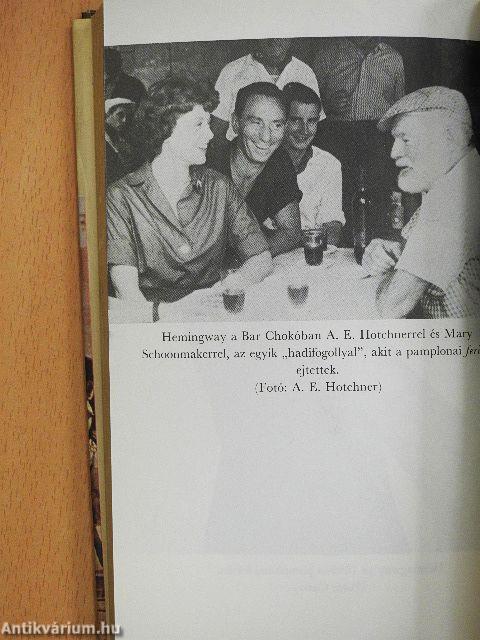 Hemingway a Bar Chokóban A. E. Hotchnerrel és Mary
Schoonmakerrel, az egyik „hadifogollyal”, akit a pamplonai
ejtettek.
(Fotó: A. E. Hotchner)
Antikvárium.hu